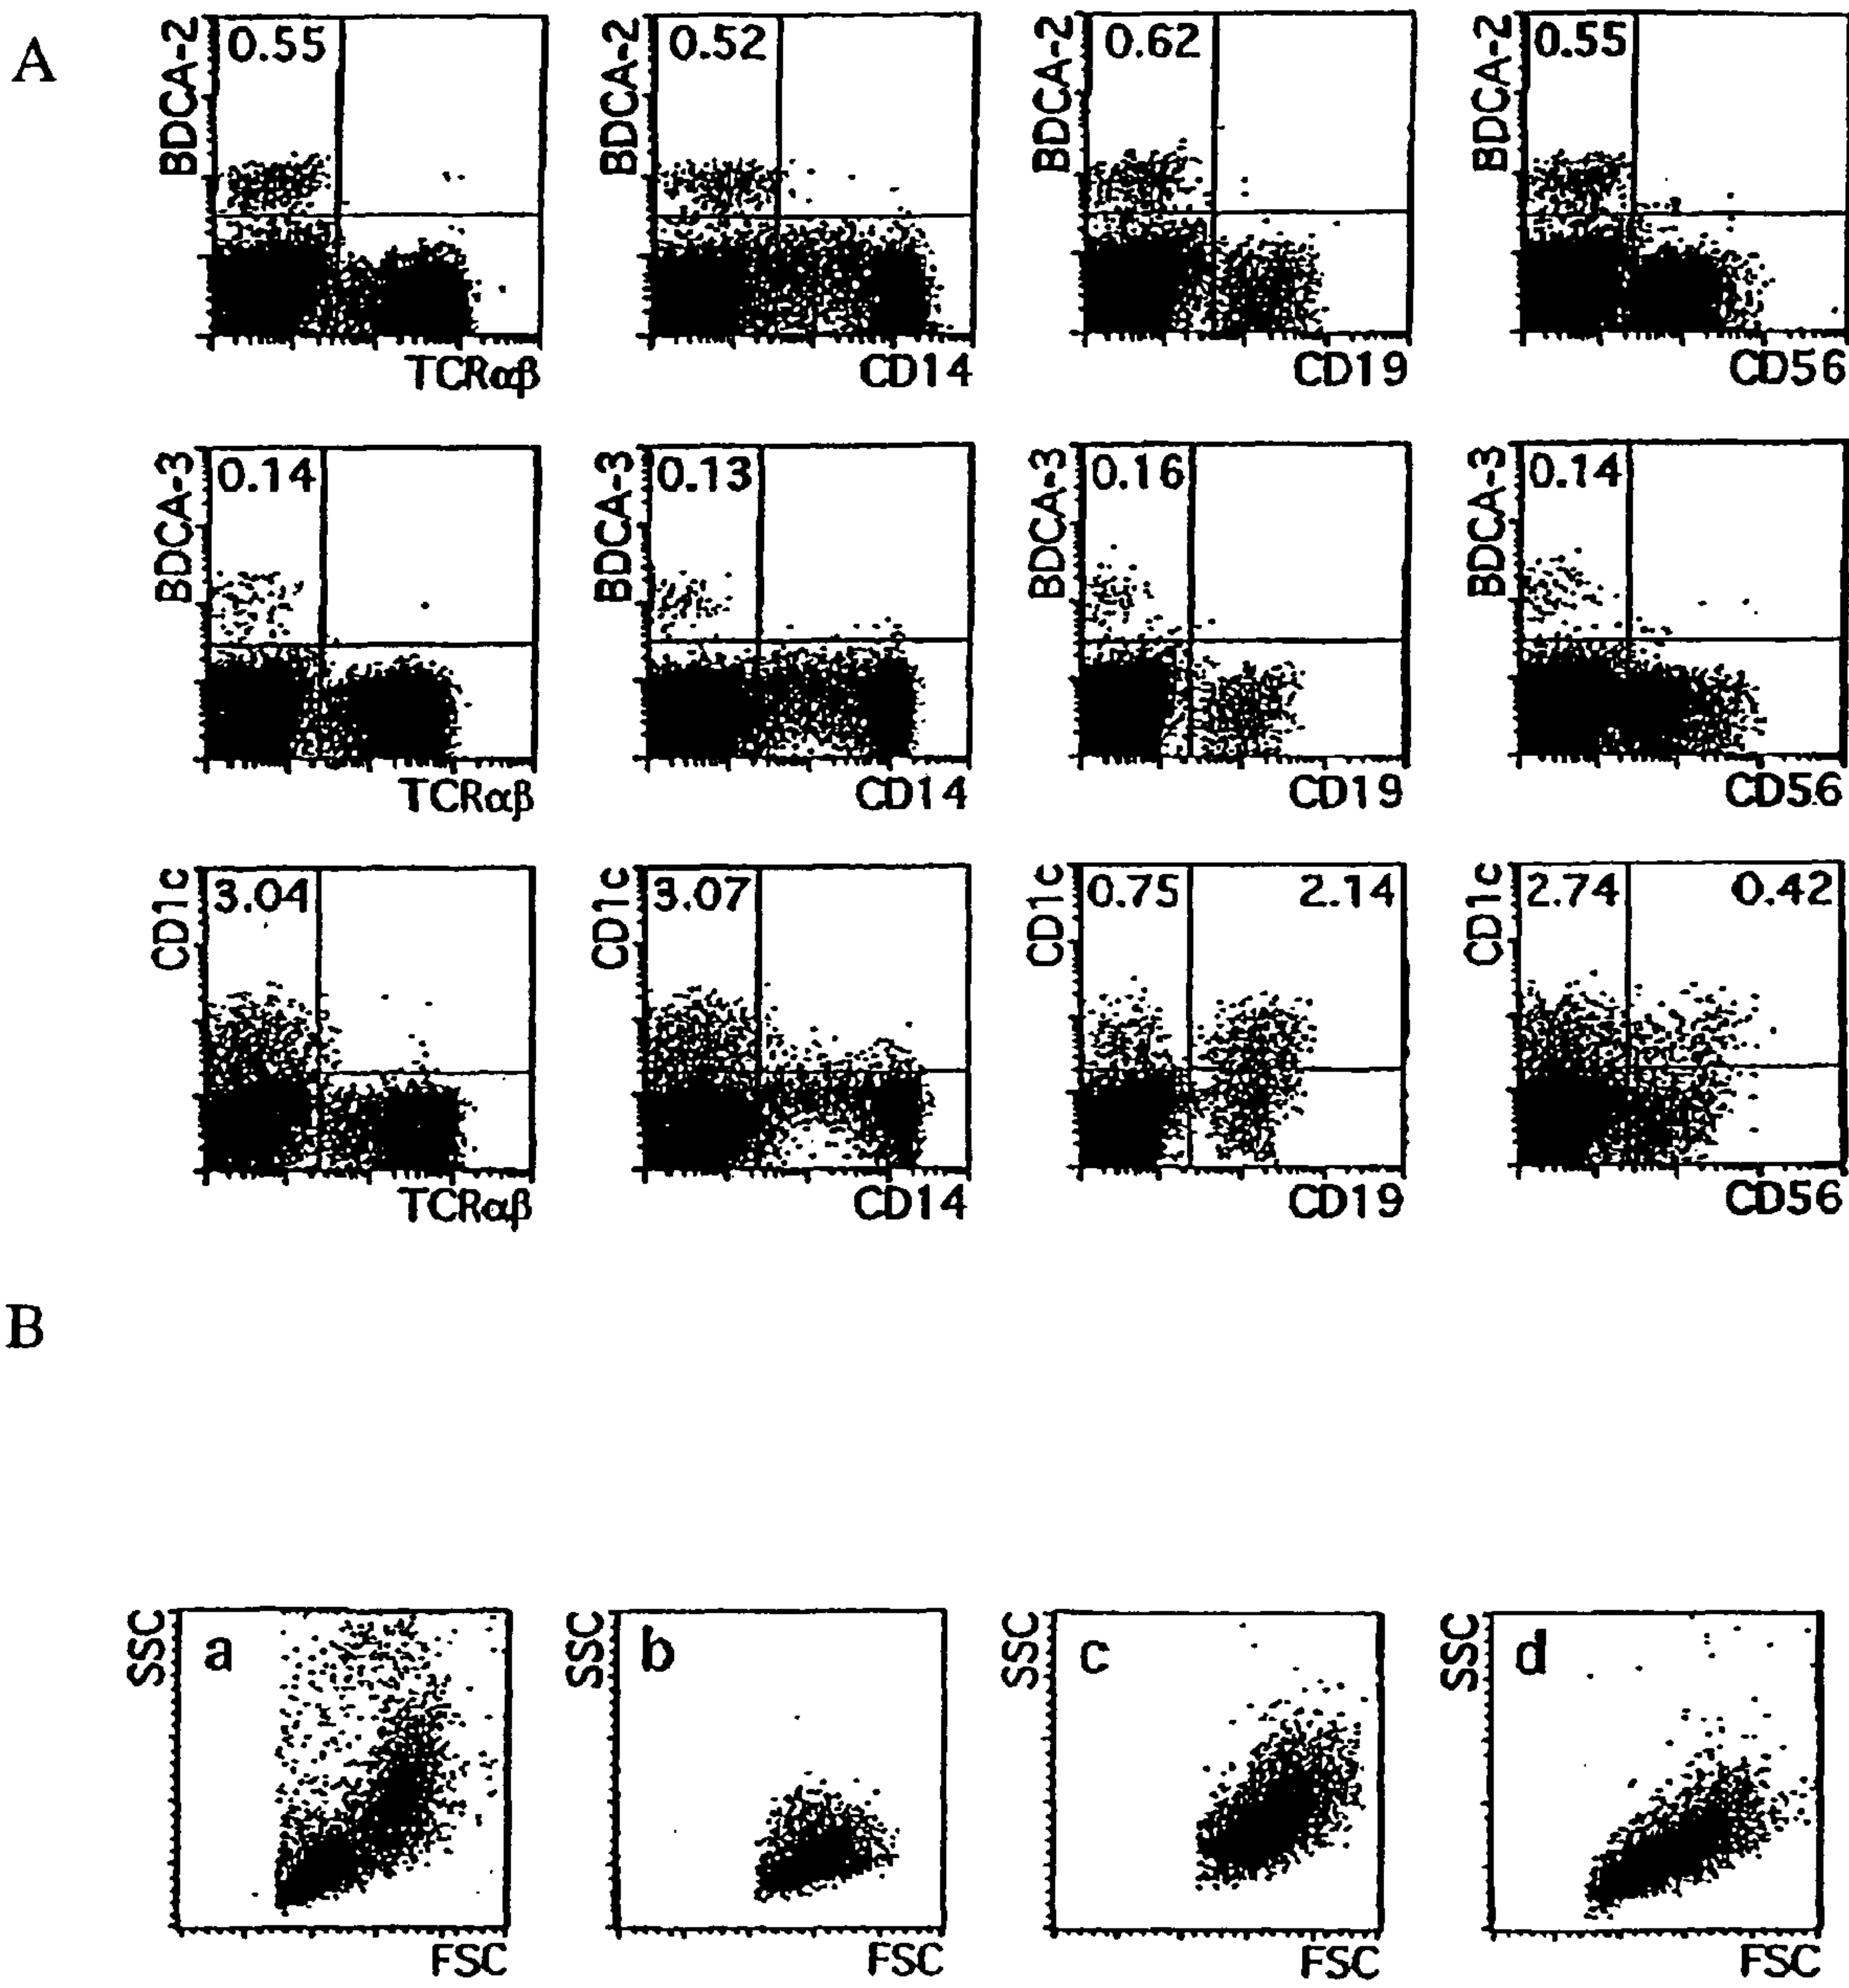 A
BDCA-2 0.55 TCRαβ
BDCA-2 0.52 CD14
BDCA-2 0.62 CD19
BDCA-2 0.55 CD56
BDCA-3 0.14 TCRαβ
BDCA-3 0.13 CD14
BDCA-3 0.16 CD19
BDCA-3 0.14 CD56
CD1c 3.04 TCRαβ
CD1c 3.07 CD14
CD1c 0.75 2.14 CD19
CD1c 2.74 0.42 CD56
B
SSC a FSC
SSC b FSC
SSC c FSC
SSC d FSC